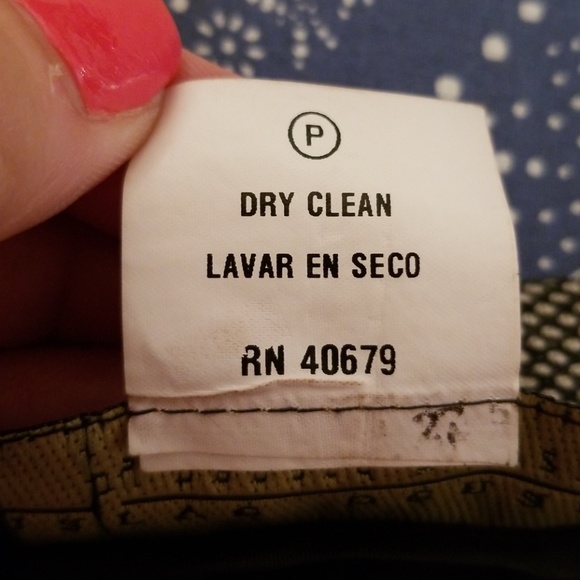 P
DRY CLEAN
LAVAR EN SECO
RN 40679